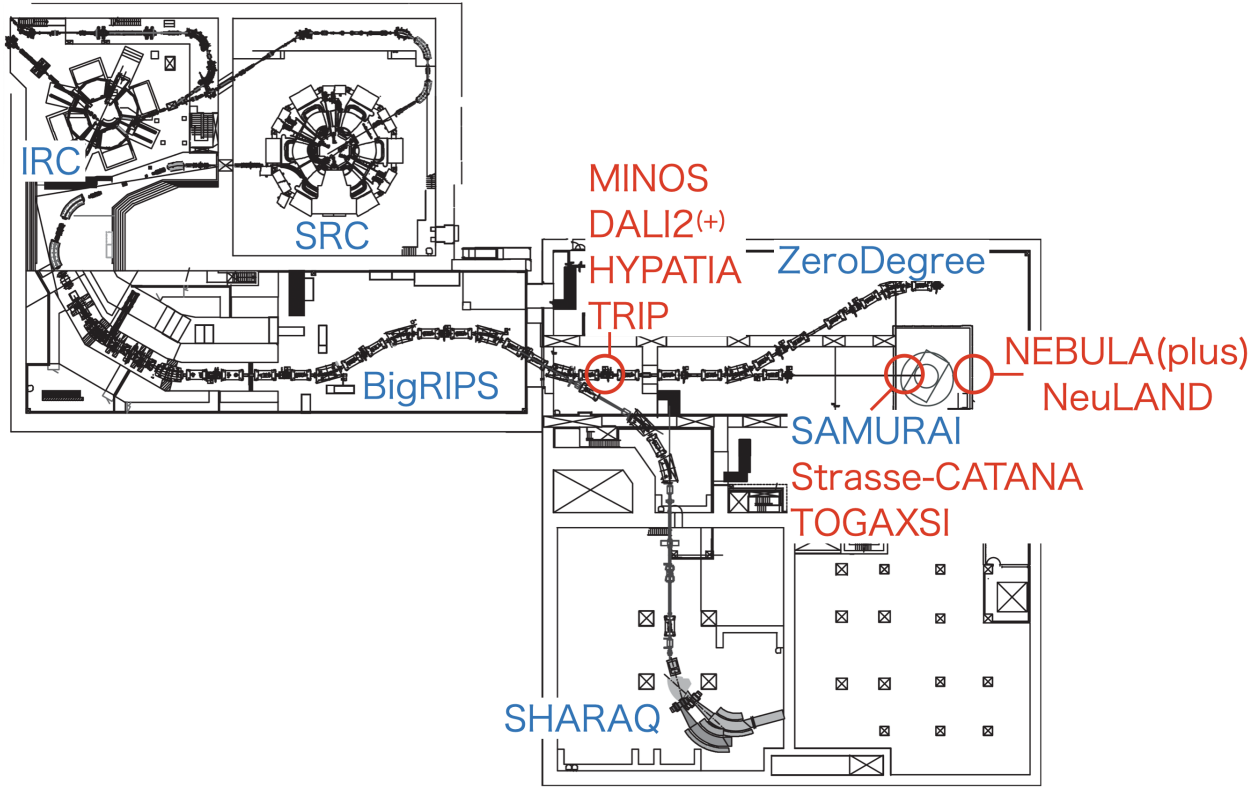 IRC
SRC
MINOS
DALI2(+)
HYPATIA
TRIP
ZeroDegree
BigRIPS
NEBULA(plus)
NeuLAND
SAMURAI
Strasse-CATANA
TOGAXSI
SHARAQ